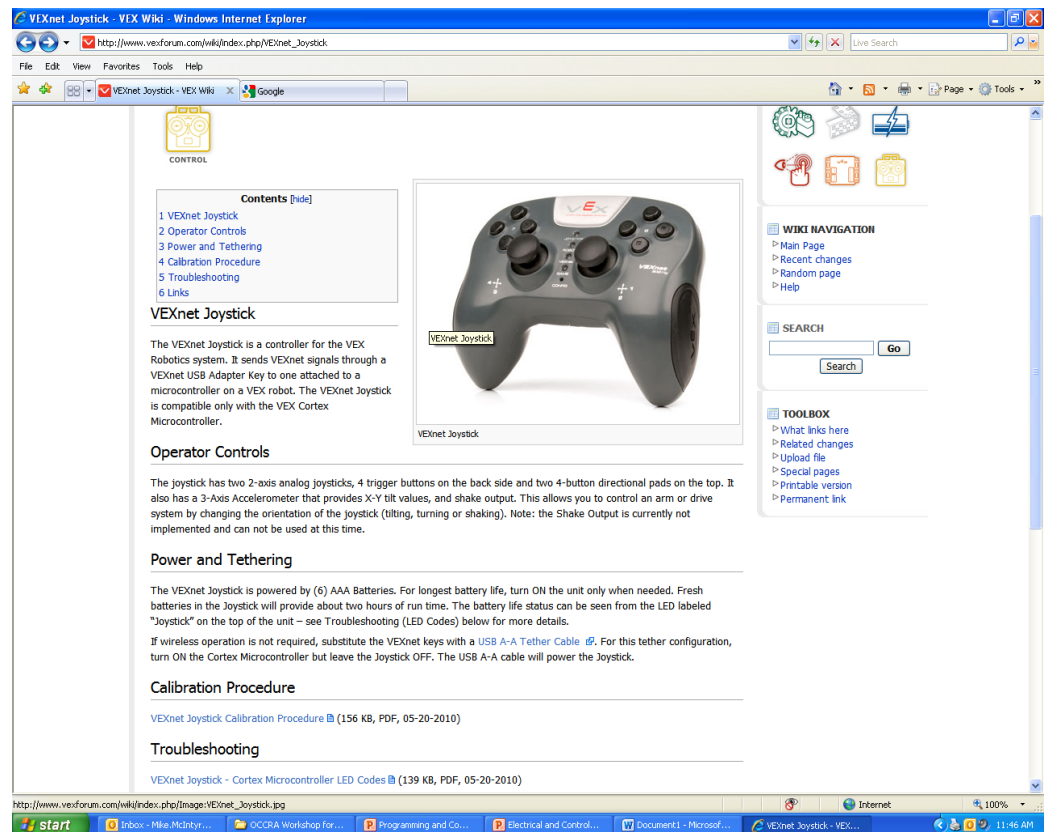 VEXnet Joystick - VEX Wiki - Windows Internet Explorer
http://www.vexforum.com/wiki/index.php/VEXnet_Joystick
Live Search
File Edit View Favorites Tools Help
VEXnet Joystick - VEX Wiki
Google
Page
Tools
CONTROL
Contents [hide]
1 VEXnet Joystick
2 Operator Controls
3 Power and Tethering
4 Calibration Procedure
5 Troubleshooting
6 Links
VEXnet Joystick
The VEXnet Joystick is a controller for the VEX
Robotics system. It sends VEXnet signals through a
VEXnet USB Adapter Key to one attached to a
microcontroller on a VEX robot. The VEXnet Joystick
is compatible only with the VEX Cortex
Microcontroller.
VEX
VEXnet
VEXnet Joystick
VEXnet Joystick
Operator Controls
The joystick has two 2-axis analog joysticks, 4 trigger buttons on the back side and two 4-button directional pads on the top. It
also has a 3-Axis Accelerometer that provides X-Y tilt values, and shake output. This allows you to control an arm or drive
system by changing the orientation of the joystick (tilting, turning or shaking). Note: the Shake Output is currently not
implemented and can not be used at this time.
Power and Tethering
The VEXnet Joystick is powered by (6) AAA Batteries. For longest battery life, turn ON the unit only when needed. Fresh
batteries in the Joystick will provide about two hours of run time. The battery life status can be seen from the LED labeled
"Joystick" on the top of the unit – see Troubleshooting (LED Codes) below for more details.
If wireless operation is not required, substitute the VEXnet keys with a USB A-A Tether Cable . For this tether configuration,
turn ON the Cortex Microcontroller but leave the Joystick OFF. The USB A-A cable will power the Joystick.
Calibration Procedure
VEXnet Joystick Calibration Procedure (156 KB, PDF, 05-20-2010)
Troubleshooting
VEXnet Joystick - Cortex Microcontroller LED Codes (139 KB, PDF, 05-20-2010)
WIKI NAVIGATION
Main Page
Recent changes
Random page
Help
SEARCH
Go
Search
TOOLBOX
What links here
Related changes
Upload file
Special pages
Printable version
Permanent link
http://www.vexforum.com/wiki/index.php/Image:VEXnet_Joystick.jpg
Internet
100%
start
Inbox - Mike.McIntyr...
OCCRA Workshop for...
Programming and Co...
Electrical and Control...
Document1 - Microsof...
VEXnet Joystick - VEX...
11:46 AM